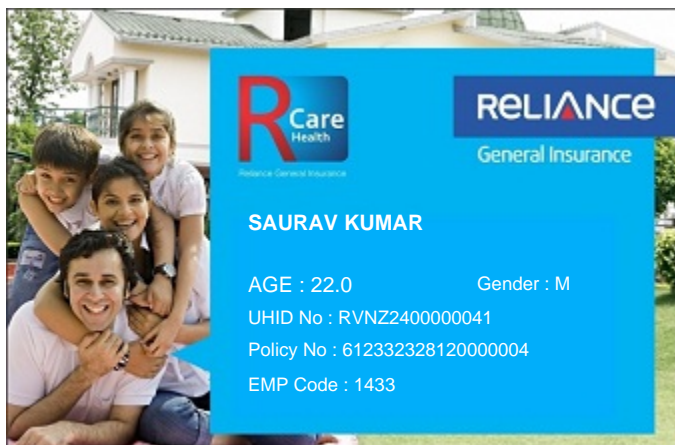 R Care
Health
Reliance General Insurance
RELIANCE
General Insurance
SAURAV KUMAR
AGE : 22.0 Gender : M
UHID No : RVNZ2400000041
Policy No : 612332328120000004
EMP Code : 1433